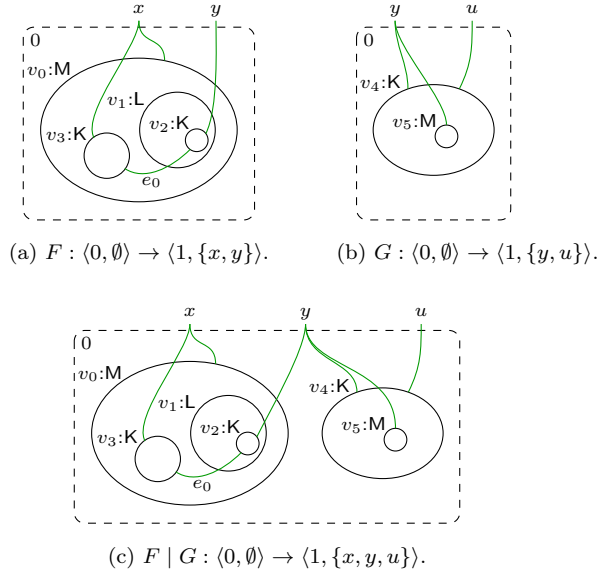 x y y u
0 0
v₀:M
v₁:L v₄:K
v₂:K
v₃:K v₅:M
e₀
(a) F : ⟨0, ∅⟩ → ⟨1, {x, y}⟩. (b) G : ⟨0, ∅⟩ → ⟨1, {y, u}⟩.
x y u
0
v₀:M v₄:K
v₁:L
v₂:K v₅:M
v₃:K
e₀
(c) F | G : ⟨0, ∅⟩ → ⟨1, {x, y, u}⟩.